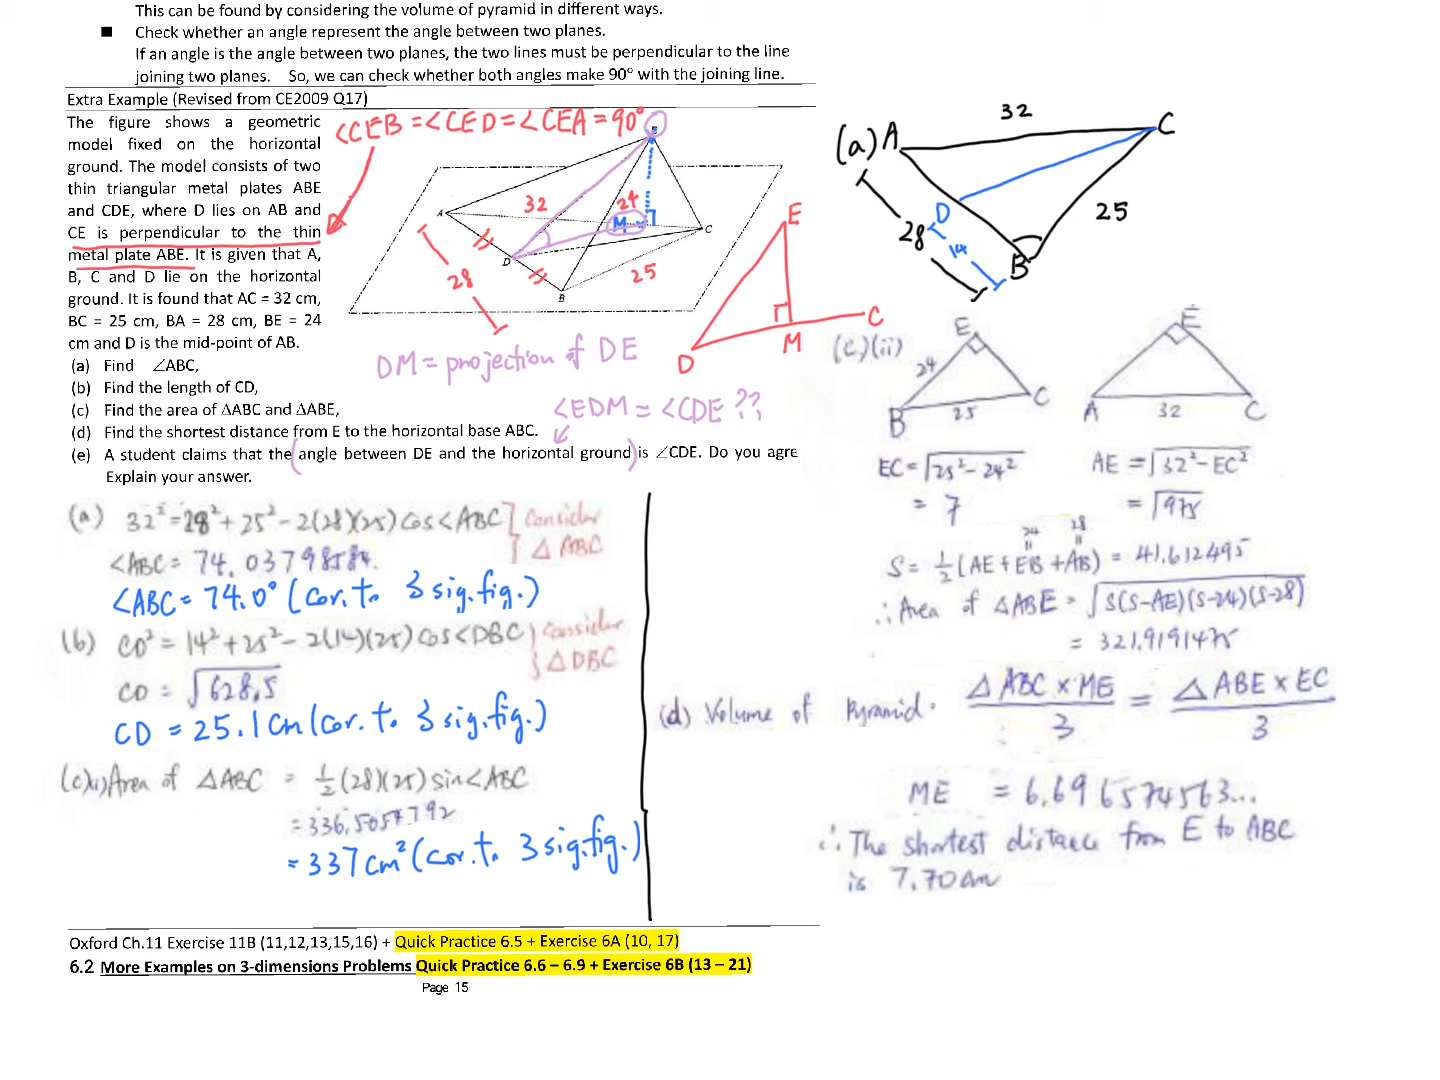 This can be found by considering the volume of pyramid in different ways.
■ Check whether an angle represent the angle between two planes.
If an angle is the angle between two planes, the two lines must be perpendicular to the line
joining two planes. So, we can check whether both angles make 90° with the joining line.
Extra Example (Revised from CE2009 Q17)
The figure shows a geometric
model fixed on the horizontal
ground. The model consists of two
thin triangular metal plates ABE
and CDE, where D lies on AB and
CE is perpendicular to the thin
metal plate ABE. It is given that A,
B, C and D lie on the horizontal
ground. It is found that AC = 32 cm,
BC = 25 cm, BA = 28 cm, BE = 24
cm and D is the mid-point of AB.
(a) Find ∠ABC,
(b) Find the length of CD,
(c) Find the area of ΔABC and ΔABE,
(d) Find the shortest distance from E to the horizontal base ABC.
(e) A student claims that the (angle between DE and the horizontal ground) is ∠CDE. Do you agre
Explain your answer.
∠CEB = ∠CED = ∠CEA = 90°
A
32
24
M
C
D
28
25
B
E
D
M
C
DM = projection of DE
∠EDM = ∠CDE ??
(a)
A
32
C
D
28
14
B
25
(c)(ii)
E
24
B
25
C
E
A
32
C
EC = √25² - 24²
= 7
AE = √32² - EC²
= √975
24 28
S = ½ (AE + EB + AB) = 41.612495
∴ Area of ΔABE = √S(S-AE)(S-24)(S-28)
= 321.9191475
(a) 32² = 28² + 25² - 2(28)(25) cos∠ABC ] Consider
Δ ABC
∠ABC = 74.03798584.
∠ABC = 74.0° (cor. to 3 sig. fig.)
(b) CD² = 14² + 25² - 2(14)(25) cos∠DBC } Consider
Δ DBC
CD = √628.5
CD = 25.1 cm (cor. to 3 sig. fig.)
(c)(i) Area of ΔABC = ½ (28)(25) sin∠ABC
= 336.5057792
= 337 cm² (cor. to 3 sig. fig.)
(d) Volume of Pyramid. ΔABC × ME / 3 = ΔABE × EC / 3
ME = 6.696574563...
∴ The shortest distance from E to ABC
is 7.70 cm
Oxford Ch.11 Exercise 11B (11,12,13,15,16) + Quick Practice 6.5 + Exercise 6A (10, 17)
6.2 More Examples on 3-dimensions Problems Quick Practice 6.6 – 6.9 + Exercise 6B (13 – 21)
Page 15